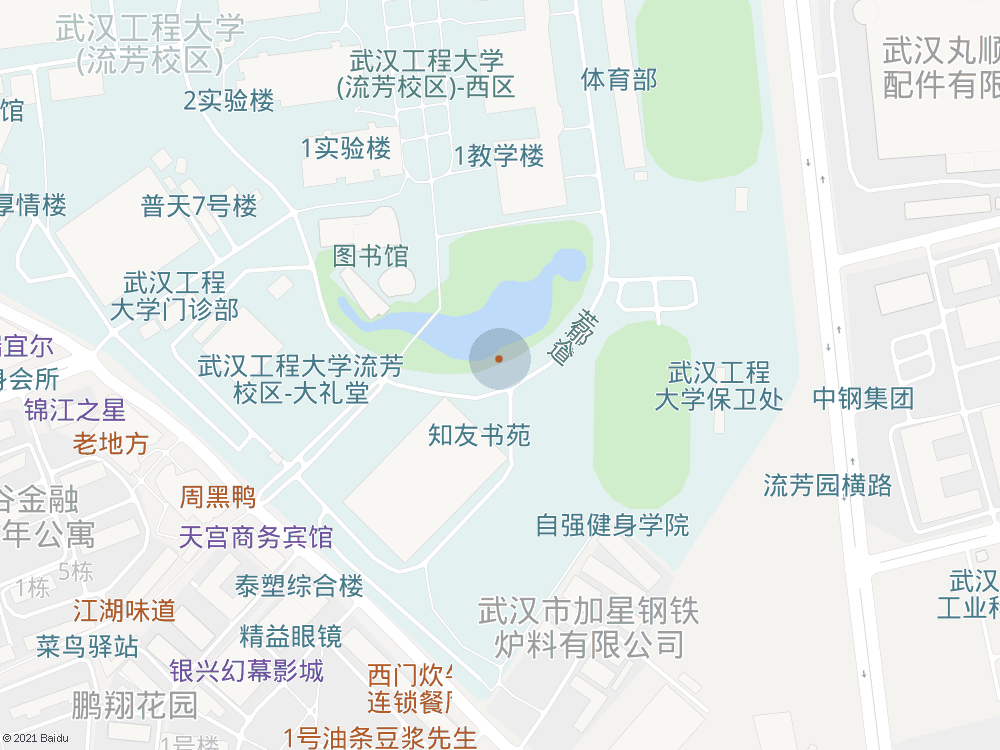 武汉工程大学
(流芳校区)
武汉工程大学
(流芳校区)-西区
武汉丸顺
配件有限
体育部
2实验楼
馆
1实验楼
1教学楼
厚情楼
普天7号楼
图书馆
武汉工程
大学门诊部
瑞宜尔
身会所
武汉工程大学流芳
校区-大礼堂
武汉工程
大学保卫处
中钢集团
锦江之星
老地方
知友书苑
周黑鸭
流芳园横路
谷金融
年公寓
天宫商务宾馆
自强健身学院
5栋
1栋
泰塑综合楼
武汉
工业科
江湖味道
武汉市加星钢铁
炉料有限公司
菜鸟驿站
精益眼镜
银兴幻幕影城
西门炊
连锁餐
鹏翔花园
1号楼
1号油条豆浆先生
© 2021 Baidu